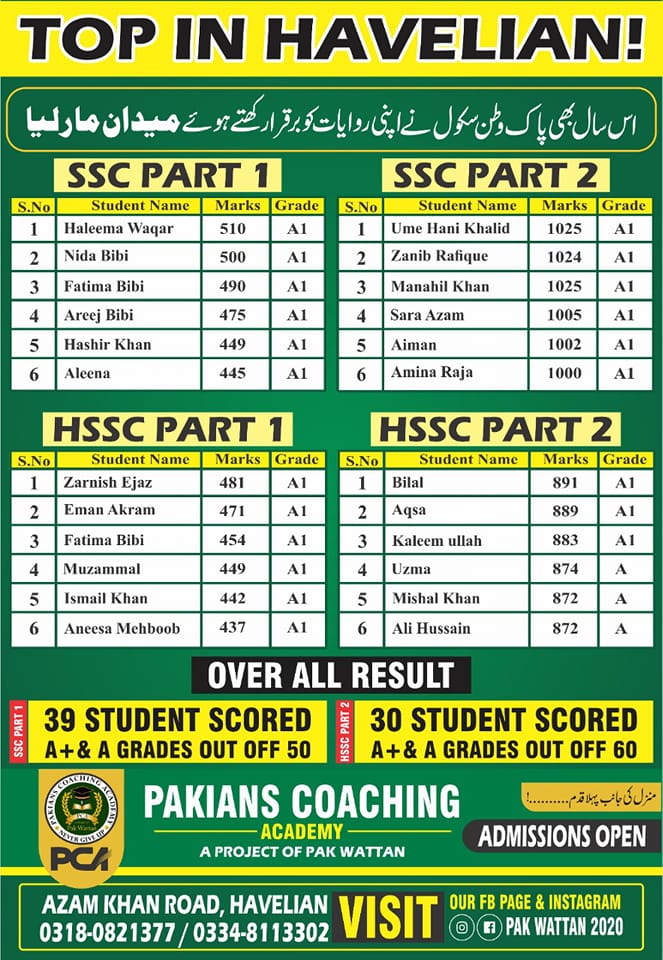 TOP IN HAVELIAN!
اس سال بھی پاک وطن سکول نے اپنی روایات کو برقرار رکھتے ہوئے میدان مار لیا
SSC PART 1
S.No Student Name Marks Grade
1 Haleema Waqar 510 A1
2 Nida Bibi 500 A1
3 Fatima Bibi 490 A1
4 Areej Bibi 475 A1
5 Hashir Khan 449 A1
6 Aleena 445 A1
SSC PART 2
S.No Student Name Marks Grade
1 Ume Hani Khalid 1025 A1
2 Zanib Rafique 1024 A1
3 Manahil Khan 1025 A1
4 Sara Azam 1005 A1
5 Aiman 1002 A1
6 Amina Raja 1000 A1
HSSC PART 1
S.No Student Name Marks Grade
1 Zarnish Ejaz 481 A1
2 Eman Akram 471 A1
3 Fatima Bibi 454 A1
4 Muzammal 449 A1
5 Ismail Khan 442 A1
6 Aneesa Mehboob 437 A1
HSSC PART 2
S.No Student Name Marks Grade
1 Bilal 891 A1
2 Aqsa 889 A1
3 Kaleem ullah 883 A1
4 Uzma 874 A
5 Mishal Khan 872 A
6 Ali Hussain 872 A
OVER ALL RESULT
SSC PART 1
39 STUDENT SCORED
A+& A GRADES OUT OFF 50
HSSC PART 2
30 STUDENT SCORED
A+& A GRADES OUT OFF 60
PAKIANS COACHING ACADEMY
Pak Wattan
NEVER GIVE UP
PCA
PAKIANS COACHING
ACADEMY
A PROJECT OF PAK WATTAN
منزل کی جانب پہلا قدم..........!
ADMISSIONS OPEN
AZAM KHAN ROAD, HAVELIAN
0318-0821377 / 0334-8113302
VISIT
OUR FB PAGE & INSTAGRAM
PAK WATTAN 2020